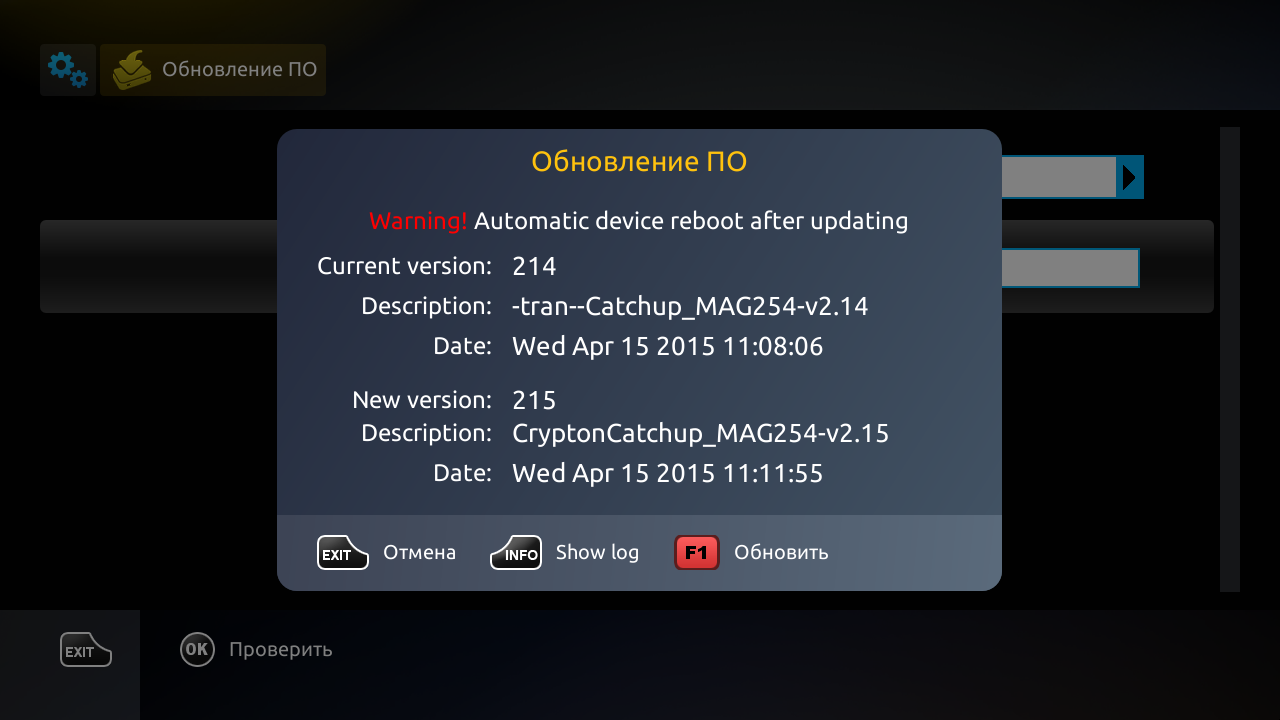 Обновление ПО
Обновление ПО
Warning! Automatic device reboot after updating
Current version: 214
Description: -tran--Catchup_MAG254-v2.14
Date: Wed Apr 15 2015 11:08:06
New version: 215
Description: CryptonCatchup_MAG254-v2.15
Date: Wed Apr 15 2015 11:11:55
EXIT Отмена INFO Show log F1 Обновить
EXIT OK Проверить